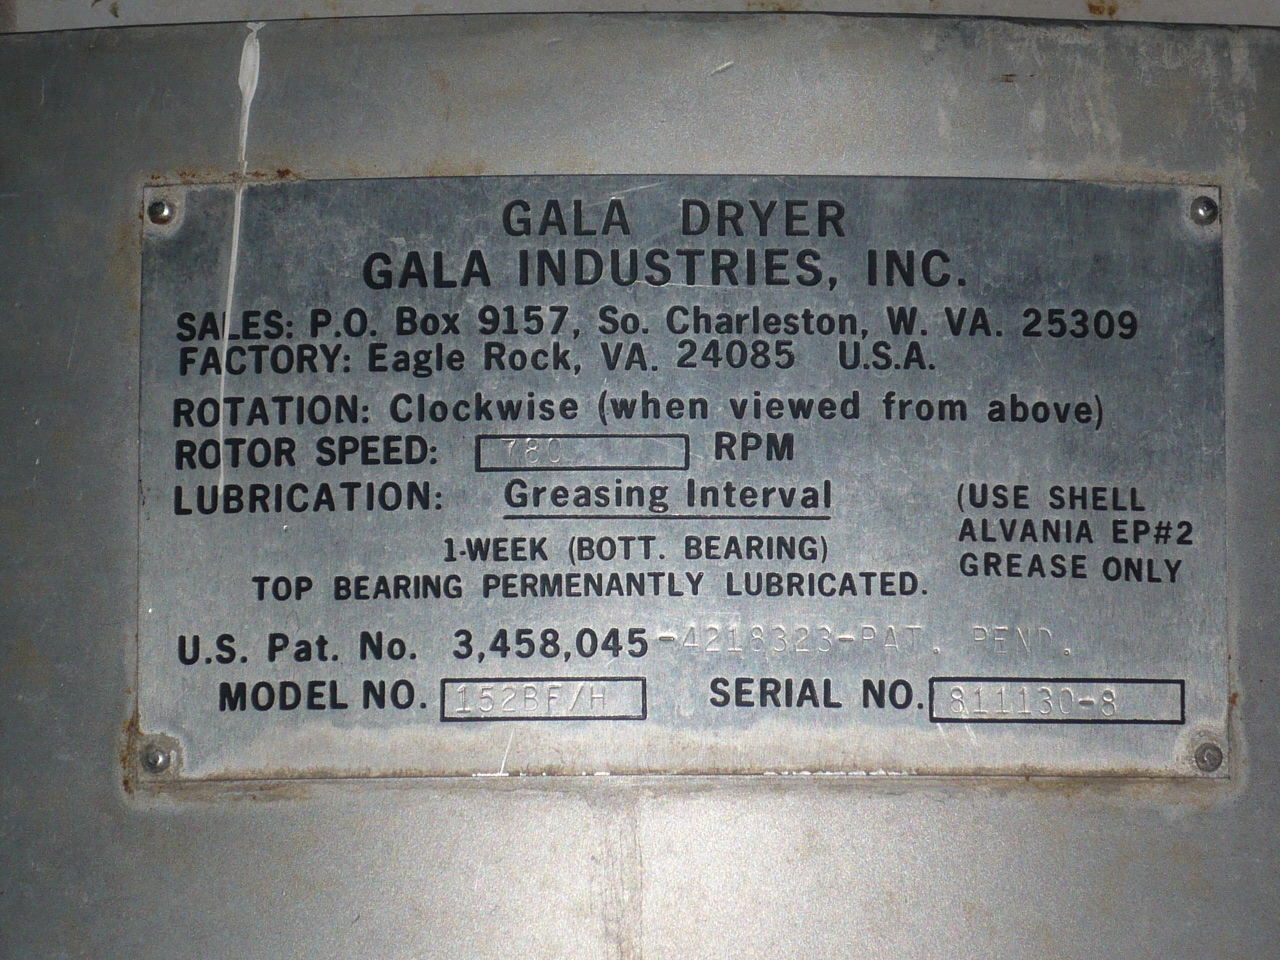 GALA DRYER
GALA INDUSTRIES, INC.
SALES: P.O. Box 9157, So. Charleston, W. VA. 25309
FACTORY: Eagle Rock, VA. 24085 U.S.A.
ROTATION: Clockwise (when viewed from above)
ROTOR SPEED: 780 RPM
LUBRICATION: Greasing Interval
1-WEEK (BOTT. BEARING)
TOP BEARING PERMENANTLY LUBRICATED.
(USE SHELL
ALVANIA EP#2
GREASE ONLY
U.S. Pat. No. 3,458,045-4218323-PAT. PEND.
MODEL NO. 152BF/H SERIAL NO. 811130-8